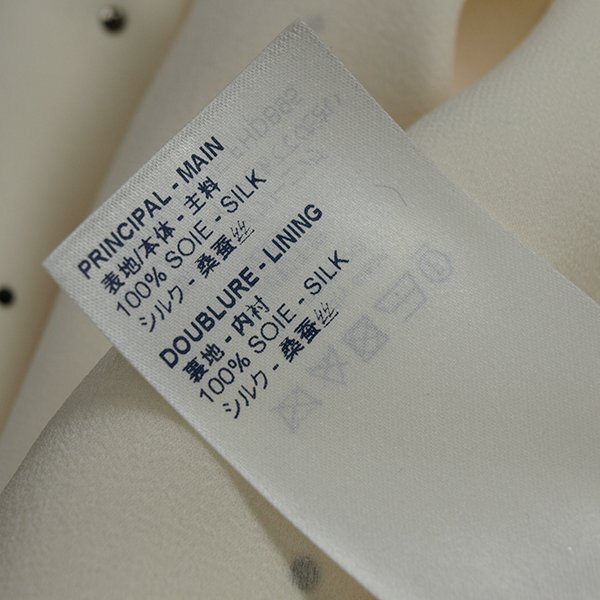 PRINCIPAL - MAIN
表地/本体 - 主料
100% SOIE - SILK
シルク - 桑蚕丝
DOUBLURE - LINING
裏地 - 内衬
100% SOIE - SILK
シルク - 桑蚕丝